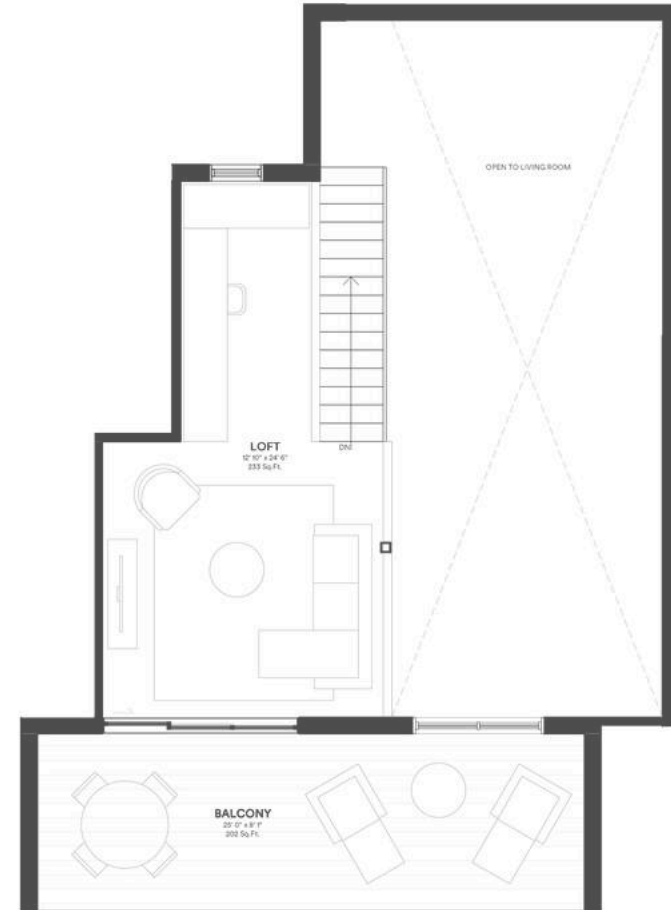 OPEN TO LIVING ROOM
LOFT
12' 10" x 24' 6"
233 Sq.Ft.
DN
BALCONY
25' 0" x 8' 1"
202 Sq.Ft.